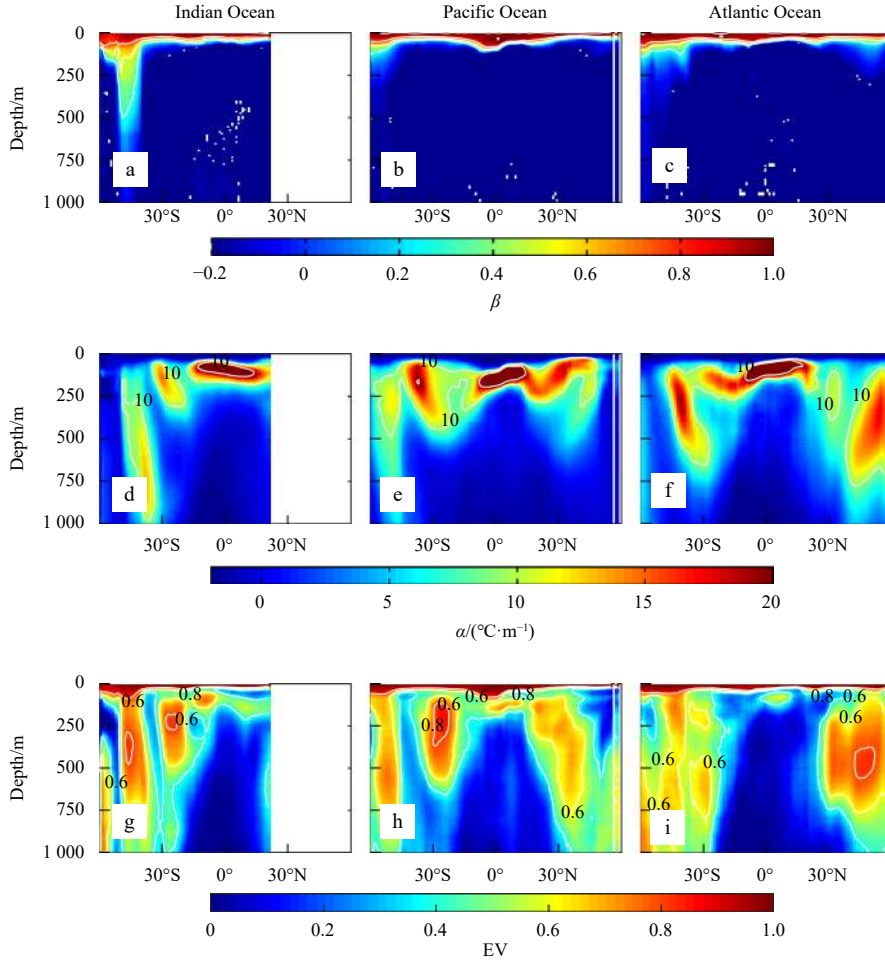 Indian Ocean Pacific Ocean Atlantic Ocean
0
250
500
750
1 000
Depth/m
a b c
30°S 0° 30°N 30°S 0° 30°N 30°S 0° 30°N
−0.2 0 0.2 0.4 0.6 0.8 1.0
β
0
250
500
750
1 000
Depth/m
10 10 10
10 10
10 10 10
d e f
30°S 0° 30°N 30°S 0° 30°N 30°S 0° 30°N
0 5 10 15 20
α/(°C·m⁻¹)
0
250
500
750
1 000
Depth/m
0.6 0.8 0.6 0.6
0.6 0.8 0.6 0.8 0.6
0.8 0.6 0.6 0.6 0.6
g h i
30°S 0° 30°N 30°S 0° 30°N 30°S 0° 30°N
0 0.2 0.4 0.6 0.8 1.0
EV